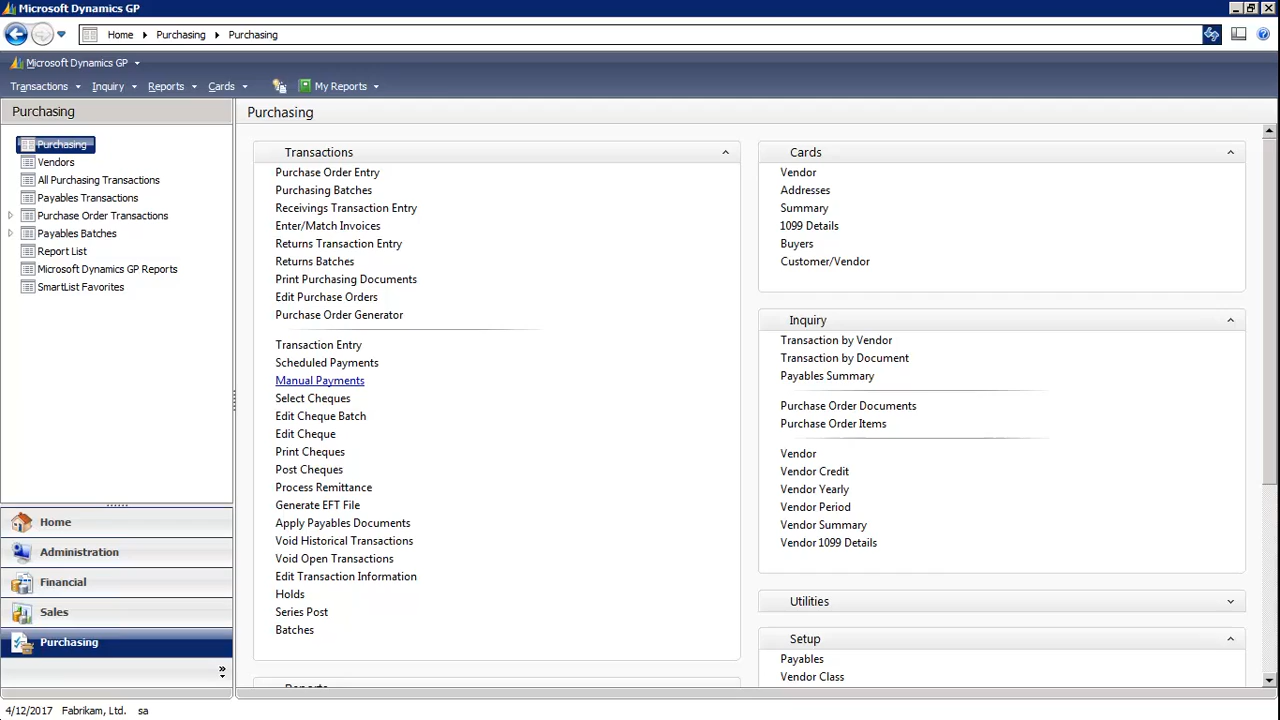 Microsoft Dynamics GP
Home Purchasing Purchasing
Microsoft Dynamics GP
Transactions Inquiry Reports Cards My Reports
Purchasing
Purchasing
Vendors
All Purchasing Transactions
Payables Transactions
Purchase Order Transactions
Payables Batches
Report List
Microsoft Dynamics GP Reports
SmartList Favorites
Home
Administration
Financial
Sales
Purchasing
Purchasing
Transactions
Purchase Order Entry
Purchasing Batches
Receivings Transaction Entry
Enter/Match Invoices
Returns Transaction Entry
Returns Batches
Print Purchasing Documents
Edit Purchase Orders
Purchase Order Generator
Transaction Entry
Scheduled Payments
Manual Payments
Select Cheques
Edit Cheque Batch
Edit Cheque
Print Cheques
Post Cheques
Process Remittance
Generate EFT File
Apply Payables Documents
Void Historical Transactions
Void Open Transactions
Edit Transaction Information
Holds
Series Post
Batches
Reports
Cards
Vendor
Addresses
Summary
1099 Details
Buyers
Customer/Vendor
Inquiry
Transaction by Vendor
Transaction by Document
Payables Summary
Purchase Order Documents
Purchase Order Items
Vendor
Vendor Credit
Vendor Yearly
Vendor Period
Vendor Summary
Vendor 1099 Details
Utilities
Setup
Payables
Vendor Class
4/12/2017 Fabrikam, Ltd. sa